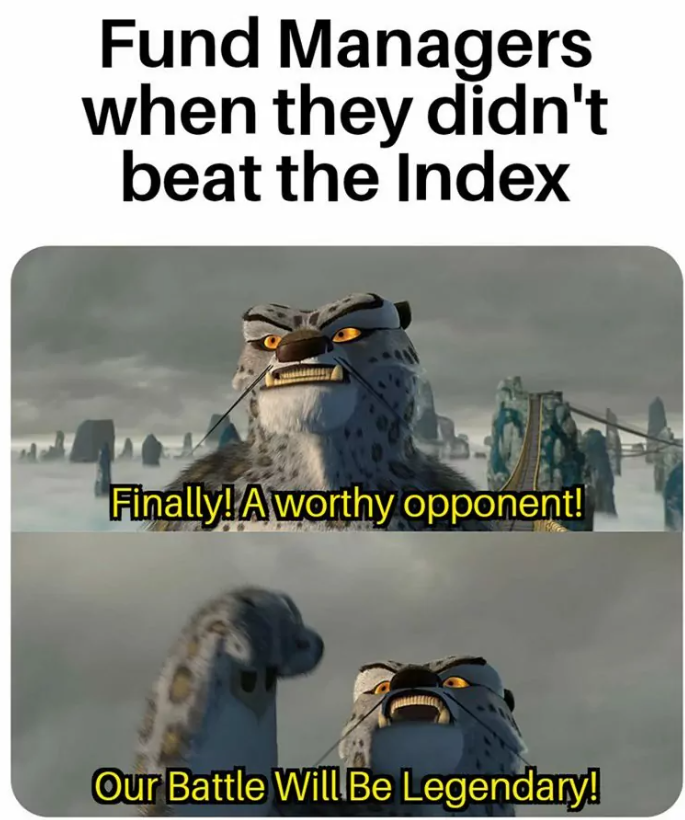 Fund Managers
when they didn't
beat the Index
Finally! A worthy opponent!
Our Battle Will Be Legendary!